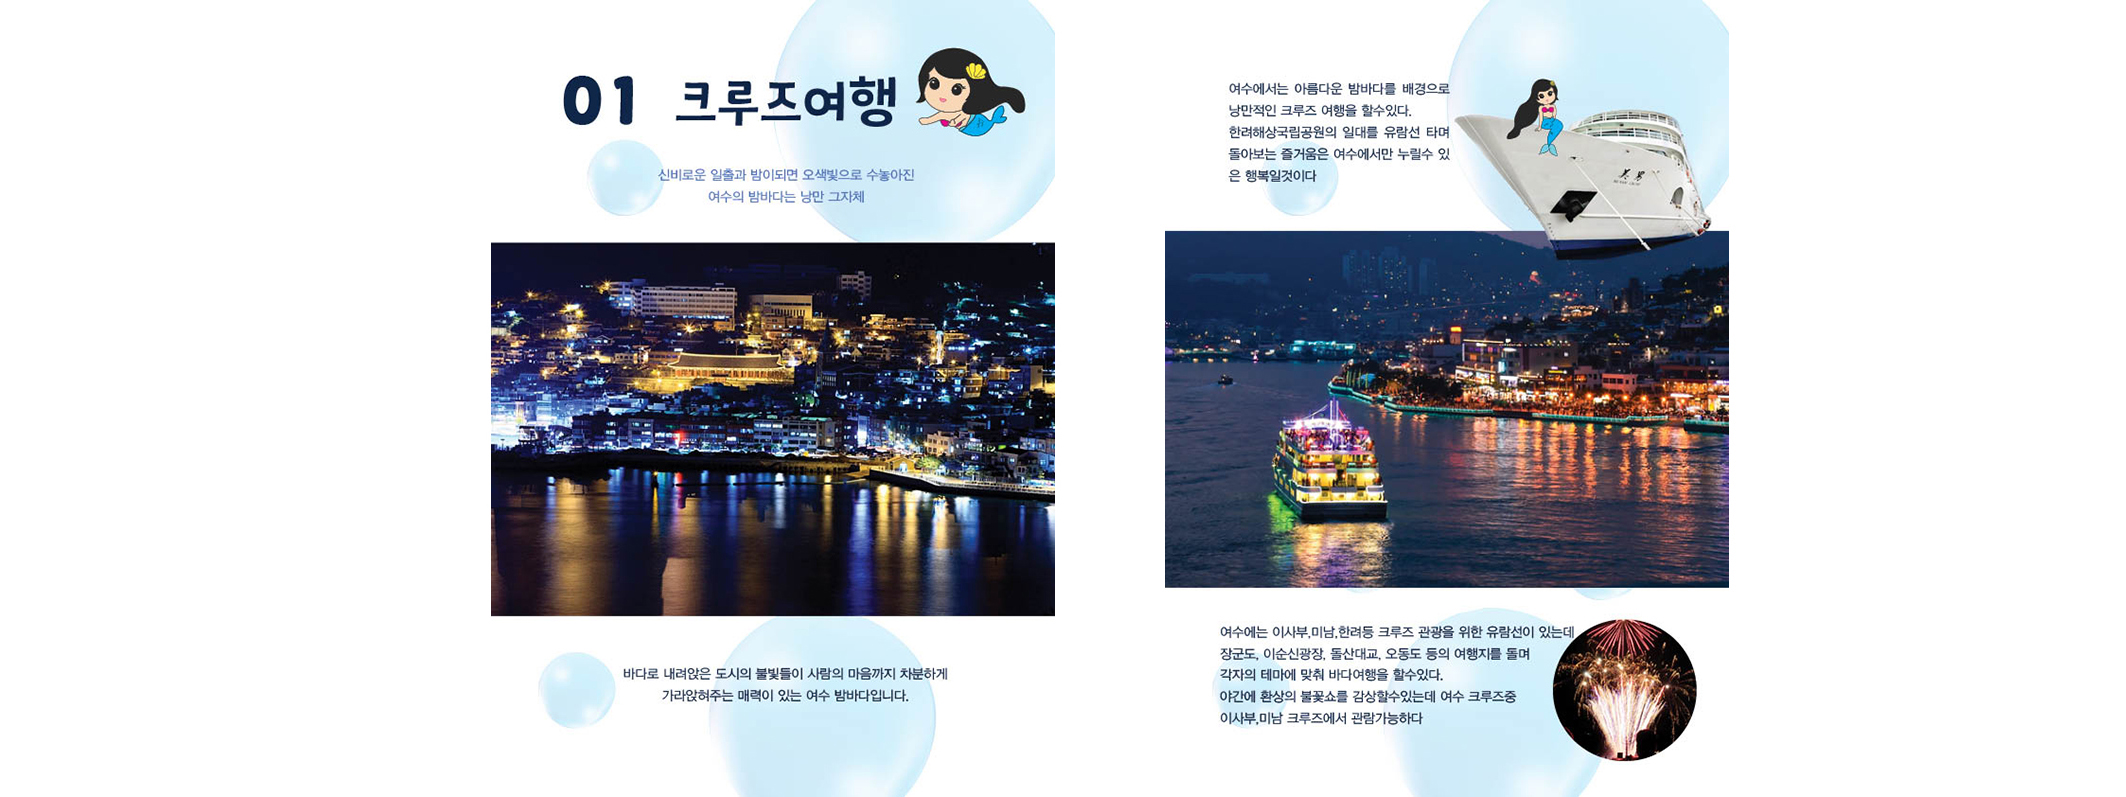 01 크루즈여행
신비로운 일출과 밤이되면 오색빛으로 수놓아진
여수의 밤바다는 낭만 그자체
바다로 내려앉은 도시의 불빛들이 사람의 마음까지 차분하게
가라앉혀주는 매력이 있는 여수 밤바다입니다.
여수에서는 아름다운 밤바다를 배경으로
낭만적인 크루즈 여행을 할수있다.
한려해상국립공원의 일대를 유람선 타며
돌아보는 즐거움은 여수에서만 누릴수 있
은 행복일것이다
여수에는 이사부,미남,한려등 크루즈 관광을 위한 유람선이 있는데
장군도, 이순신광장, 돌산대교, 오동도 등의 여행지를 돌며
각자의 테마에 맞춰 바다여행을 할수있다.
야간에 환상의 불꽃쇼를 감상할수있는데 여수 크루즈중
이사부,미남 크루즈에서 관람가능하다